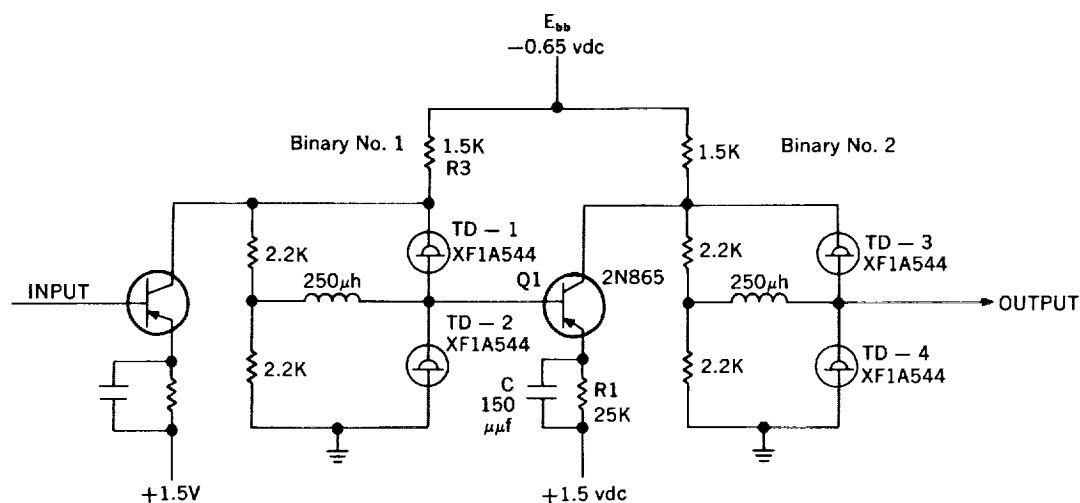 E_bb
−0.65 vdc
Binary No. 1
1.5K
R3
1.5K
Binary No. 2
TD − 1
XF1A544
2.2K
250μh
INPUT
Q1
2N865
2.2K
250μh
TD − 3
XF1A544
OUTPUT
TD − 2
XF1A544
2.2K
C
150
μμf
R1
25K
2.2K
TD − 4
XF1A544
+1.5V
+1.5 vdc